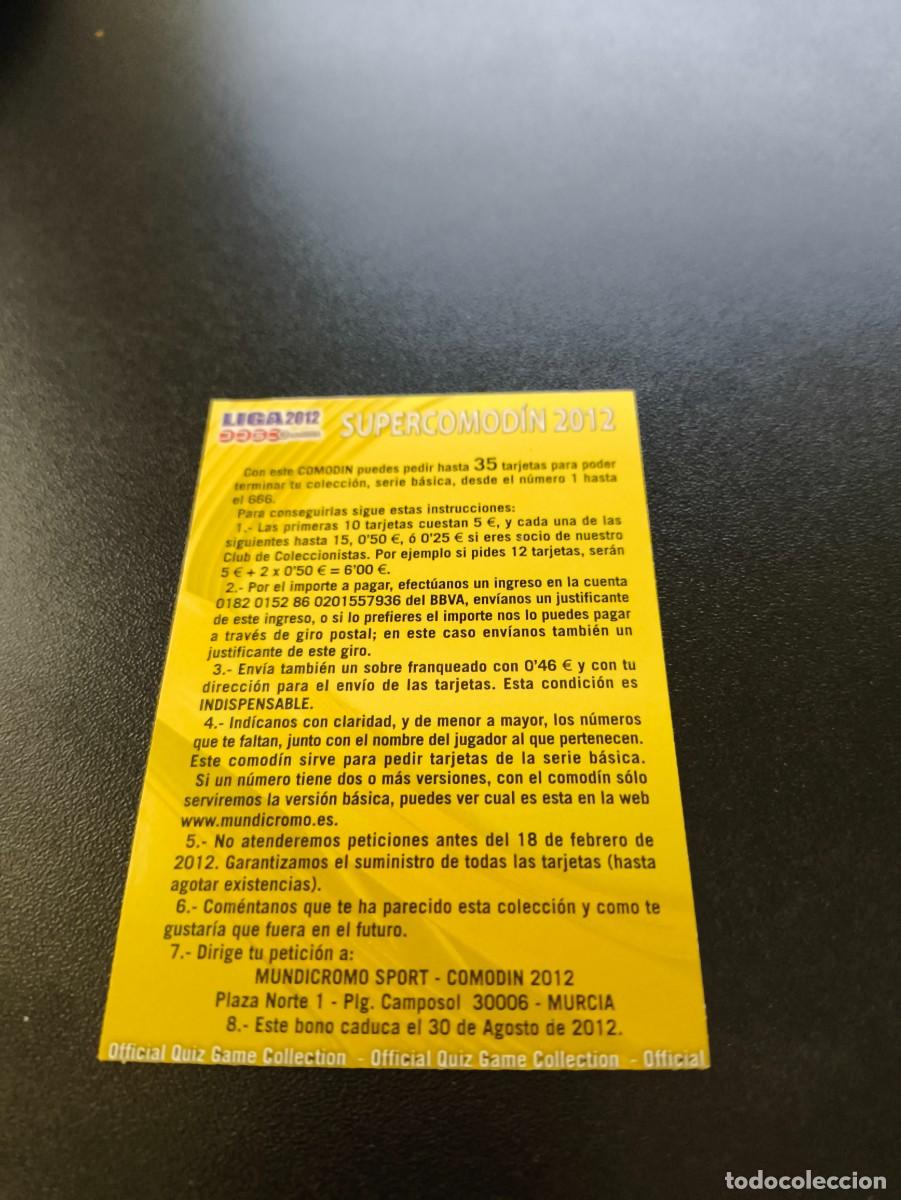 LIGA 2012
SUPERCOMODÍN 2012
Con este COMODIN puedes pedir hasta 35 tarjetas para poder
terminar tu colección, serie básica, desde el número 1 hasta
el 666.
Para conseguirlas sigue estas instrucciones:
1.- Las primeras 10 tarjetas cuestan 5 €, y cada una de las
siguientes hasta 15, 0'50 €, ó 0'25 € si eres socio de nuestro
Club de Coleccionistas. Por ejemplo si pides 12 tarjetas, serán
5 € + 2 x 0'50 € = 6'00 €.
2.- Por el importe a pagar, efectúanos un ingreso en la cuenta
0182 0152 86 0201557936 del BBVA, envíanos un justificante
de este ingreso, o si lo prefieres el importe nos lo puedes pagar
a través de giro postal; en este caso envíanos también un
justificante de este giro.
3.- Envía también un sobre franqueado con 0'46 € y con tu
dirección para el envío de las tarjetas. Esta condición es
INDISPENSABLE.
4.- Indícanos con claridad, y de menor a mayor, los números
que te faltan, junto con el nombre del jugador al que pertenecen.
Este comodín sirve para pedir tarjetas de la serie básica.
Si un número tiene dos o más versiones, con el comodín sólo
serviremos la versión básica, puedes ver cual es esta en la web
www.mundicromo.es.
5.- No atenderemos peticiones antes del 18 de febrero de
2012. Garantizamos el suministro de todas las tarjetas (hasta
agotar existencias).
6.- Coméntanos que te ha parecido esta colección y como te
gustaría que fuera en el futuro.
7.- Dirige tu petición a:
MUNDICROMO SPORT - COMODIN 2012
Plaza Norte 1 - Plg. Camposol 30006 - MURCIA
8.- Este bono caduca el 30 de Agosto de 2012.
Official Quiz Game Collection - Official Quiz Game Collection - Official
todocoleccion